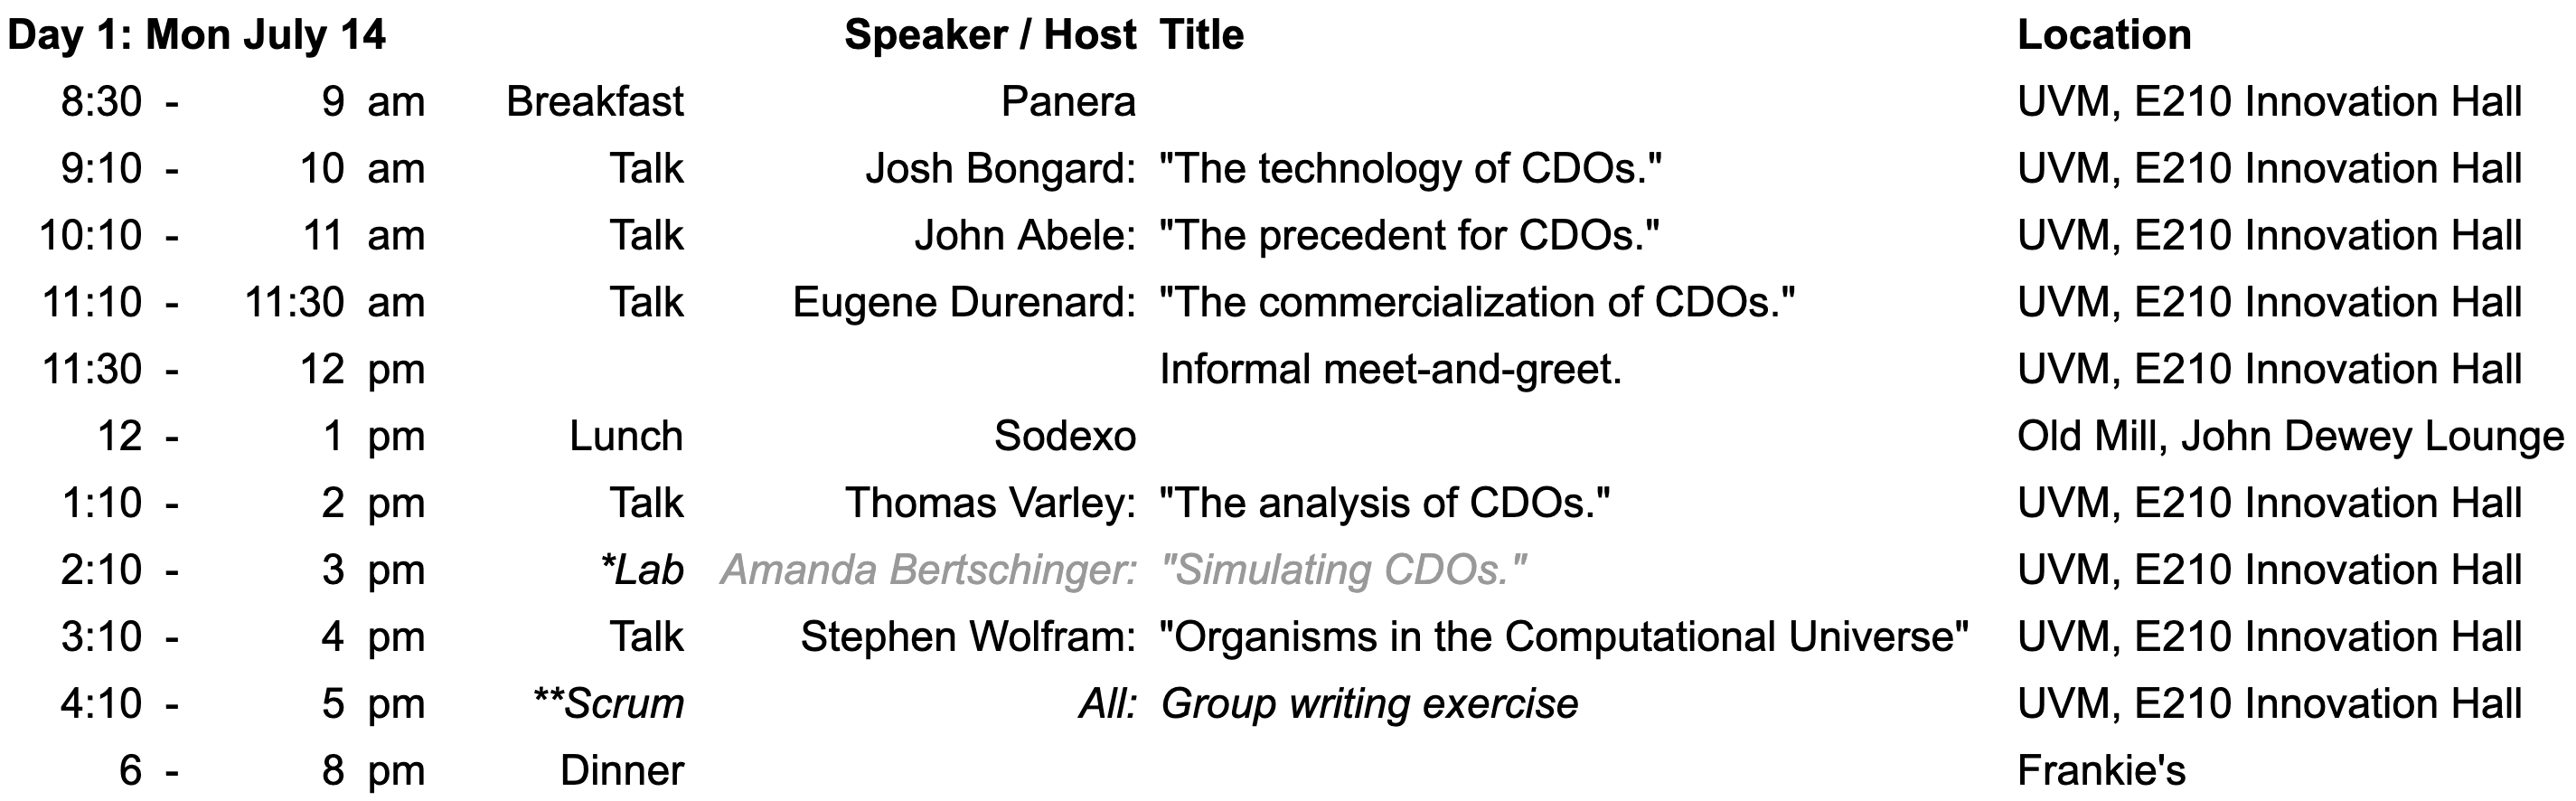 Day 1: Mon July 14 Speaker / Host Title Location
8:30 - 9 am Breakfast Panera UVM, E210 Innovation Hall
9:10 - 10 am Talk Josh Bongard: "The technology of CDOs." UVM, E210 Innovation Hall
10:10 - 11 am Talk John Abele: "The precedent for CDOs." UVM, E210 Innovation Hall
11:10 - 11:30 am Talk Eugene Durenard: "The commercialization of CDOs." UVM, E210 Innovation Hall
11:30 - 12 pm Informal meet-and-greet. UVM, E210 Innovation Hall
12 - 1 pm Lunch Sodexo Old Mill, John Dewey Lounge
1:10 - 2 pm Talk Thomas Varley: "The analysis of CDOs." UVM, E210 Innovation Hall
2:10 - 3 pm *Lab Amanda Bertschinger: "Simulating CDOs." UVM, E210 Innovation Hall
3:10 - 4 pm Talk Stephen Wolfram: "Organisms in the Computational Universe" UVM, E210 Innovation Hall
4:10 - 5 pm **Scrum All: Group writing exercise UVM, E210 Innovation Hall
6 - 8 pm Dinner Frankie's